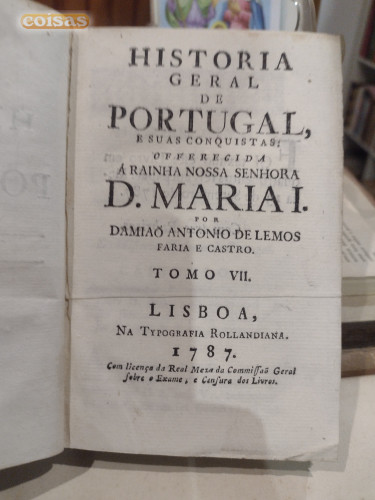 coisas
HISTORIA
GERAL
DE
PORTUGAL,
E SUAS CONQUISTAS;
OFFERECIDA
Á RAINHA NOSSA SENHORA
D. MARIA I.
POR
DAMIAÕ ANTONIO DE LEMOS
FARIA E CASTRO.
TOMO VII.
LISBOA,
NA TYPOGRAFIA ROLLANDIANA.
1787.
Com licença da Real Meza da Commissaõ Geral
sobre o Exame, e Censura dos Livros.